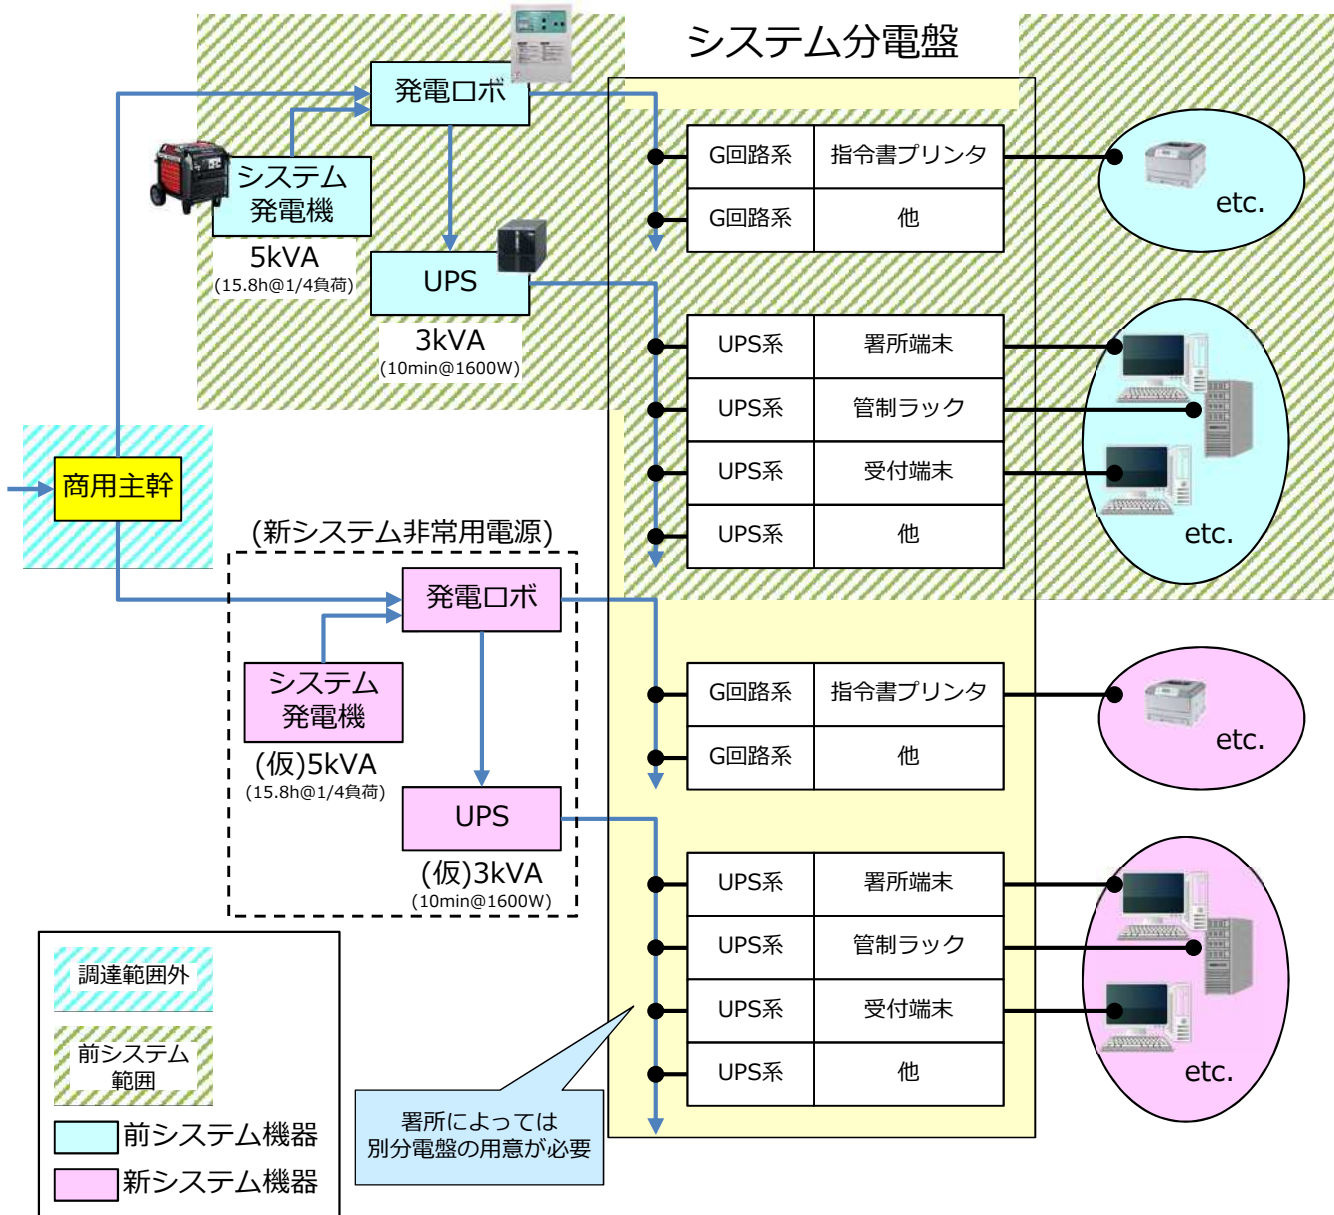 システム分電盤
発電ロボ
システム
発電機
5kVA
(15.8h@1/4負荷)
UPS
3kVA
(10min@1600W)
G回路系 指令書プリンタ
G回路系 他
etc.
UPS系 署所端末
UPS系 管制ラック
UPS系 受付端末
UPS系 他
etc.
商用主幹
(新システム非常用電源)
発電ロボ
システム
発電機
(仮)5kVA
(15.8h@1/4負荷)
UPS
(仮)3kVA
(10min@1600W)
G回路系 指令書プリンタ
G回路系 他
etc.
UPS系 署所端末
UPS系 管制ラック
UPS系 受付端末
UPS系 他
etc.
署所によっては
別分電盤の用意が必要
調達範囲外
前システム
範囲
前システム機器
新システム機器